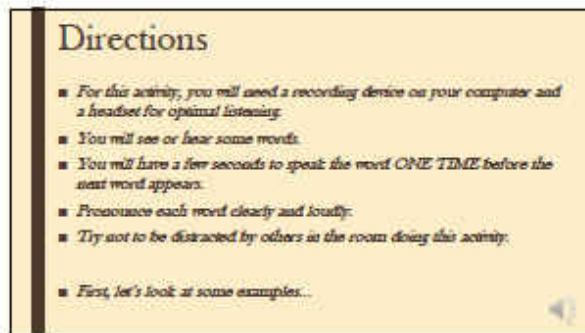 Directions
■ For this activity, you will need a recording device on your computer and
a headset for optimal listening.
■ You will see or hear some words.
■ You will have a few seconds to speak the word ONE TIME before the
next word appears.
■ Pronounce each word clearly and loudly.
■ Try not to be distracted by others in the room doing this activity.
■ First, let's look at some examples...